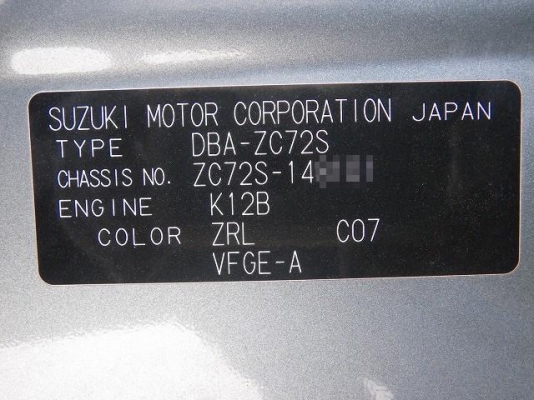 SUZUKI MOTOR CORPORATION JAPAN
TYPE DBA-ZC72S
CHASSIS NO. ZC72S-14
ENGINE K12B
COLOR ZRL C07
VFGE-A